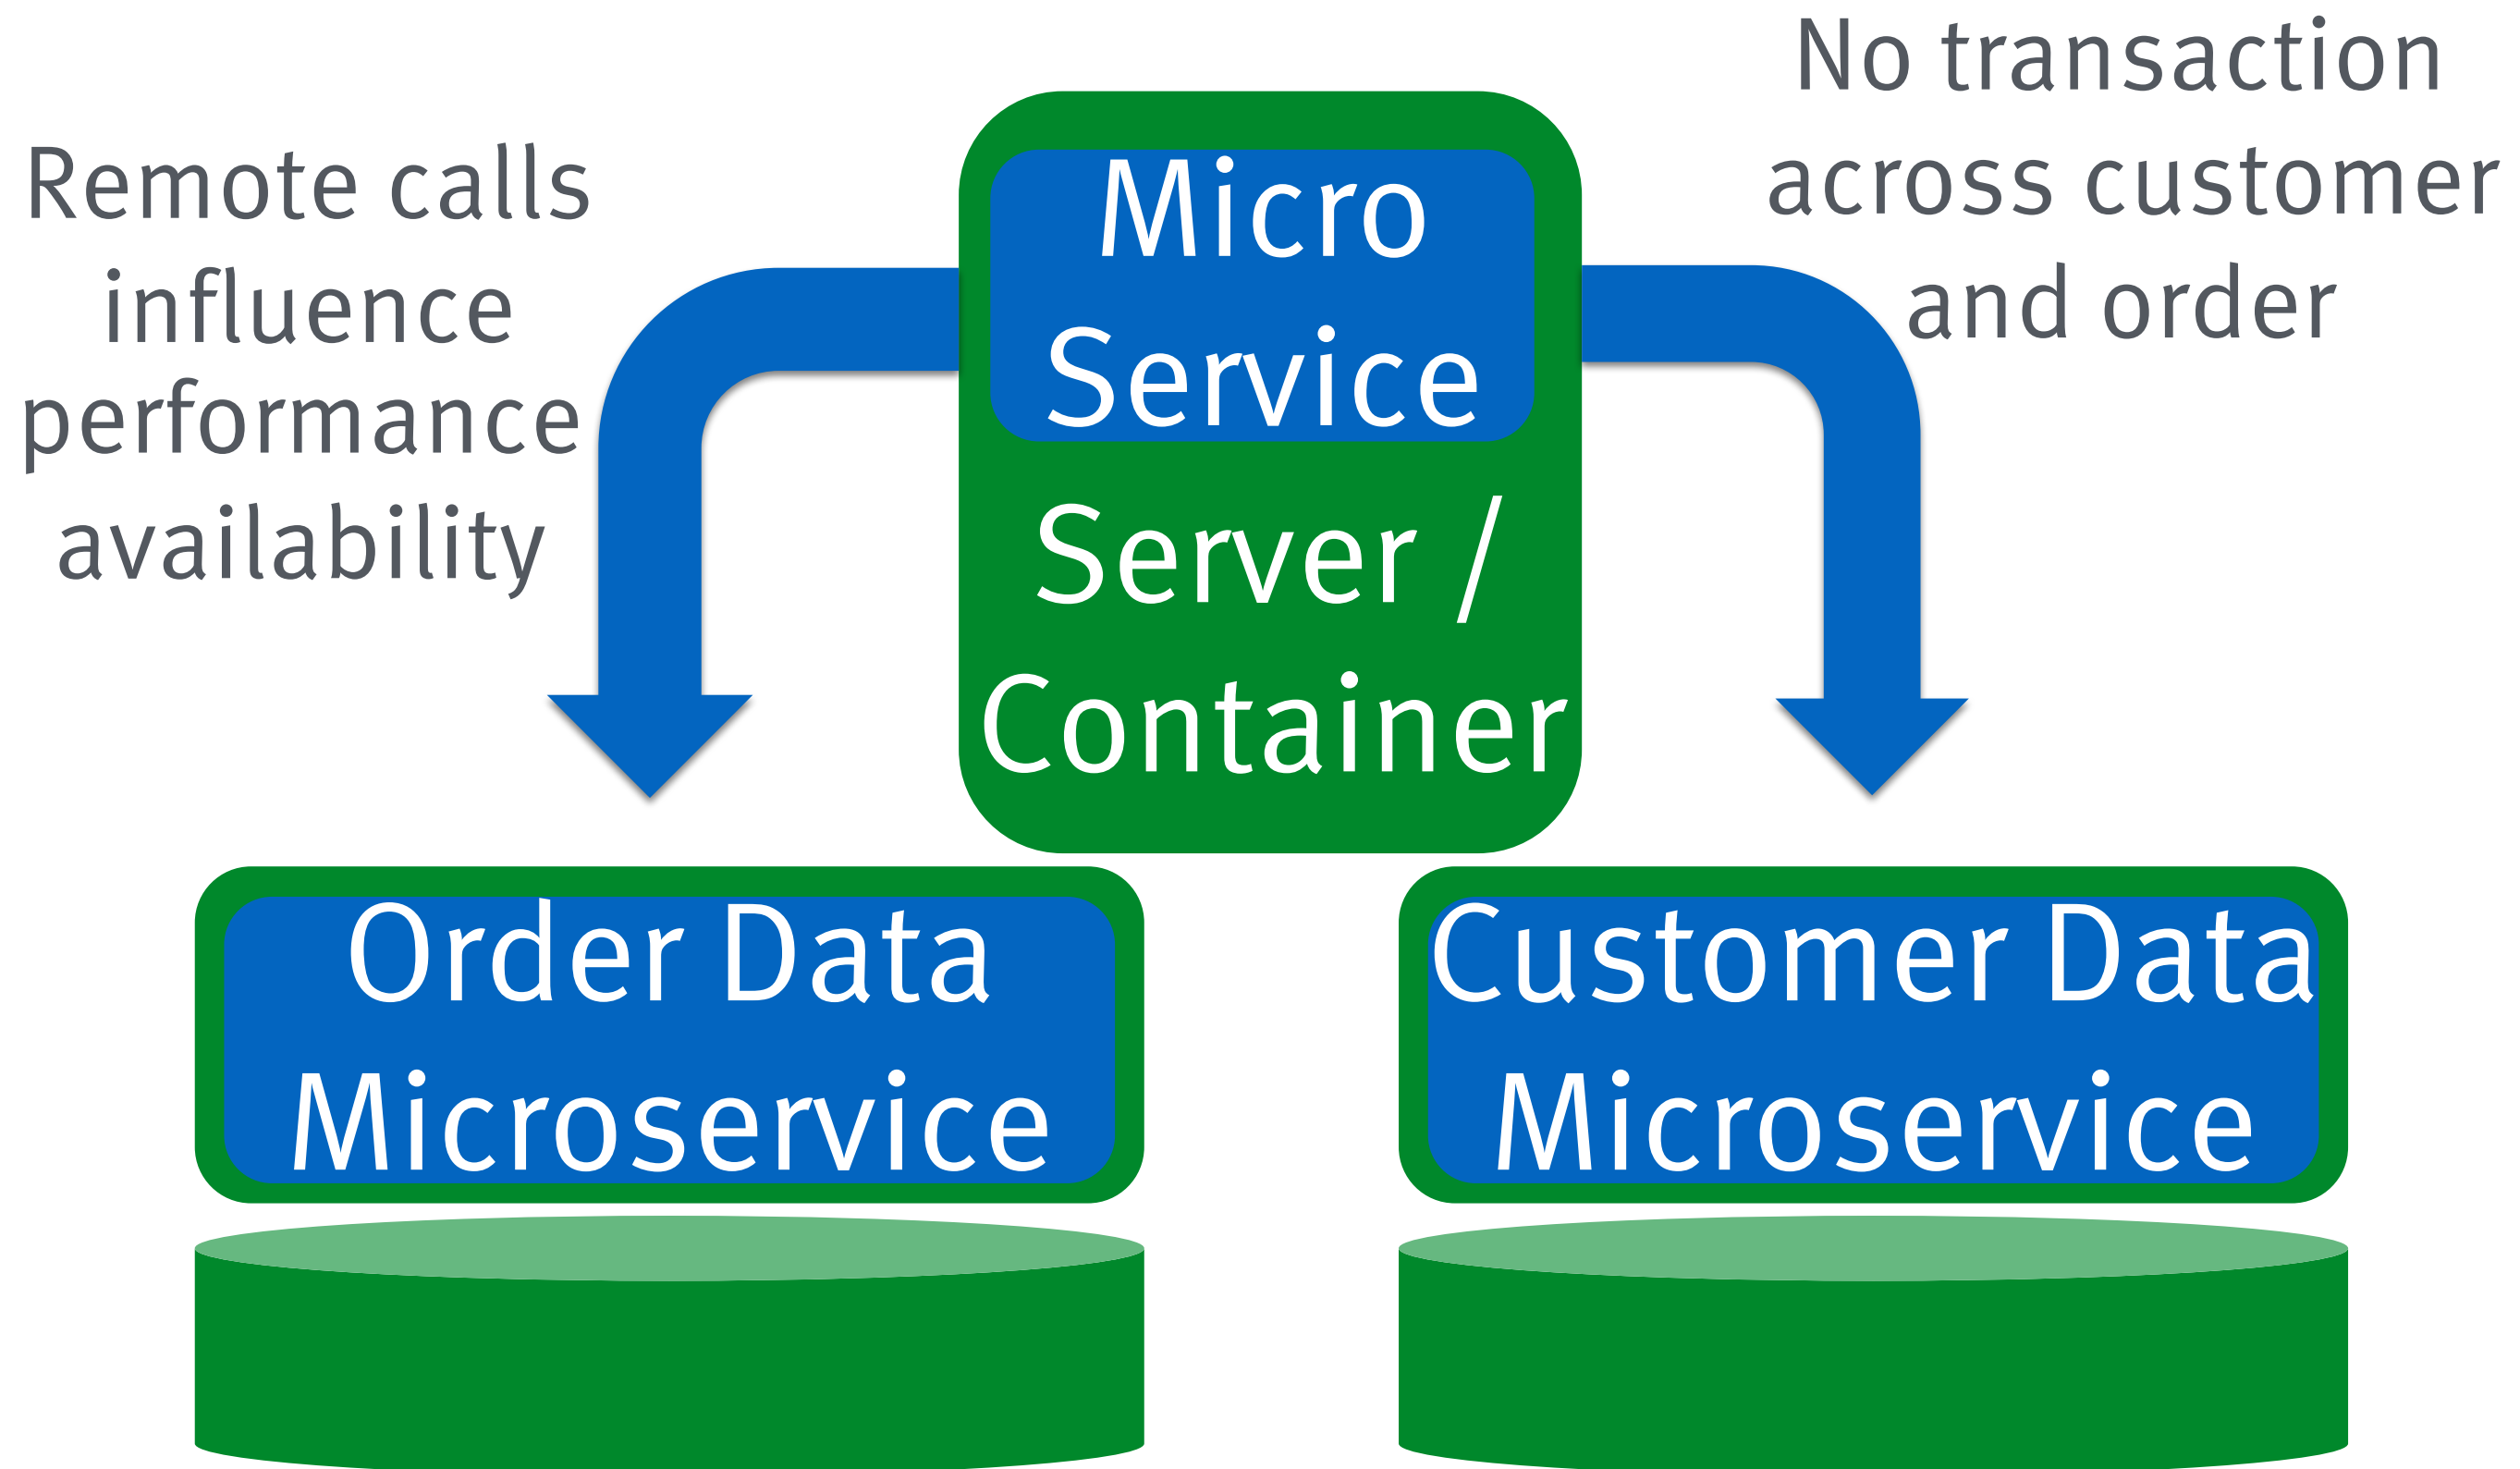 Remote calls
influence
performance
availability
Micro
Service
Server /
Container
No transaction
across customer
and order
Order Data
Microservice
Customer Data
Microservice